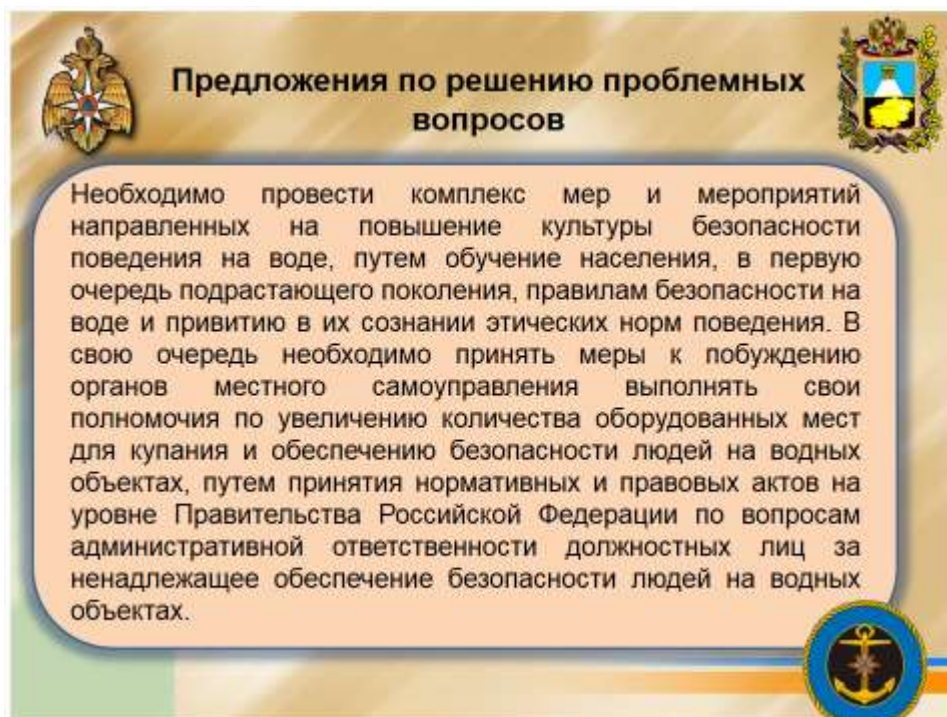 Предложения по решению проблемных
вопросов
Необходимо провести комплекс мер и мероприятий
направленных на повышение культуры безопасности
поведения на воде, путем обучение населения, в первую
очередь подрастающего поколения, правилам безопасности на
воде и привитию в их сознании этических норм поведения. В
свою очередь необходимо принять меры к побуждению
органов местного самоуправления выполнять свои
полномочия по увеличению количества оборудованных мест
для купания и обеспечению безопасности людей на водных
объектах, путем принятия нормативных и правовых актов на
уровне Правительства Российской Федерации по вопросам
административной ответственности должностных лиц за
ненадлежащее обеспечение безопасности людей на водных
объектах.